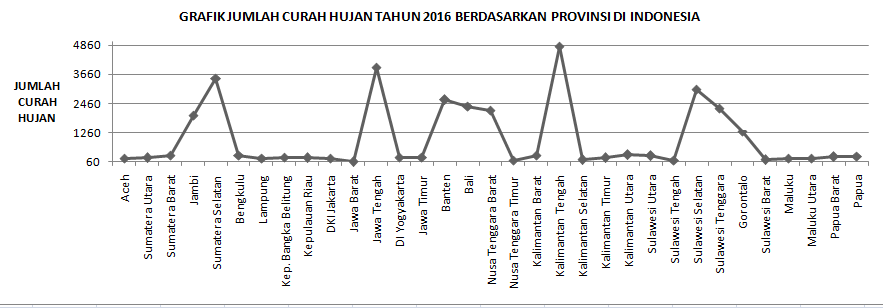 GRAFIK JUMLAH CURAH HUJAN TAHUN 2016 BERDASARKAN PROVINSI DI INDONESIA
JUMLAH
CURAH
HUJAN
4860
3660
2460
1260
60
Aceh
Sumatera Utara
Sumatera Barat
Jambi
Sumatera Selatan
Bengkulu
Lampung
Kep. Bangka Belitung
Kepulauan Riau
DKI Jakarta
Jawa Barat
Jawa Tengah
DI Yogyakarta
Jawa Timur
Banten
Bali
Nusa Tenggara Barat
Nusa Tenggara Timur
Kalimantan Barat
Kalimantan Tengah
Kalimantan Selatan
Kalimantan Timur
Kalimantan Utara
Sulawesi Utara
Sulawesi Tengah
Sulawesi Selatan
Sulawesi Tenggara
Gorontalo
Sulawesi Barat
Maluku
Maluku Utara
Papua Barat
Papua